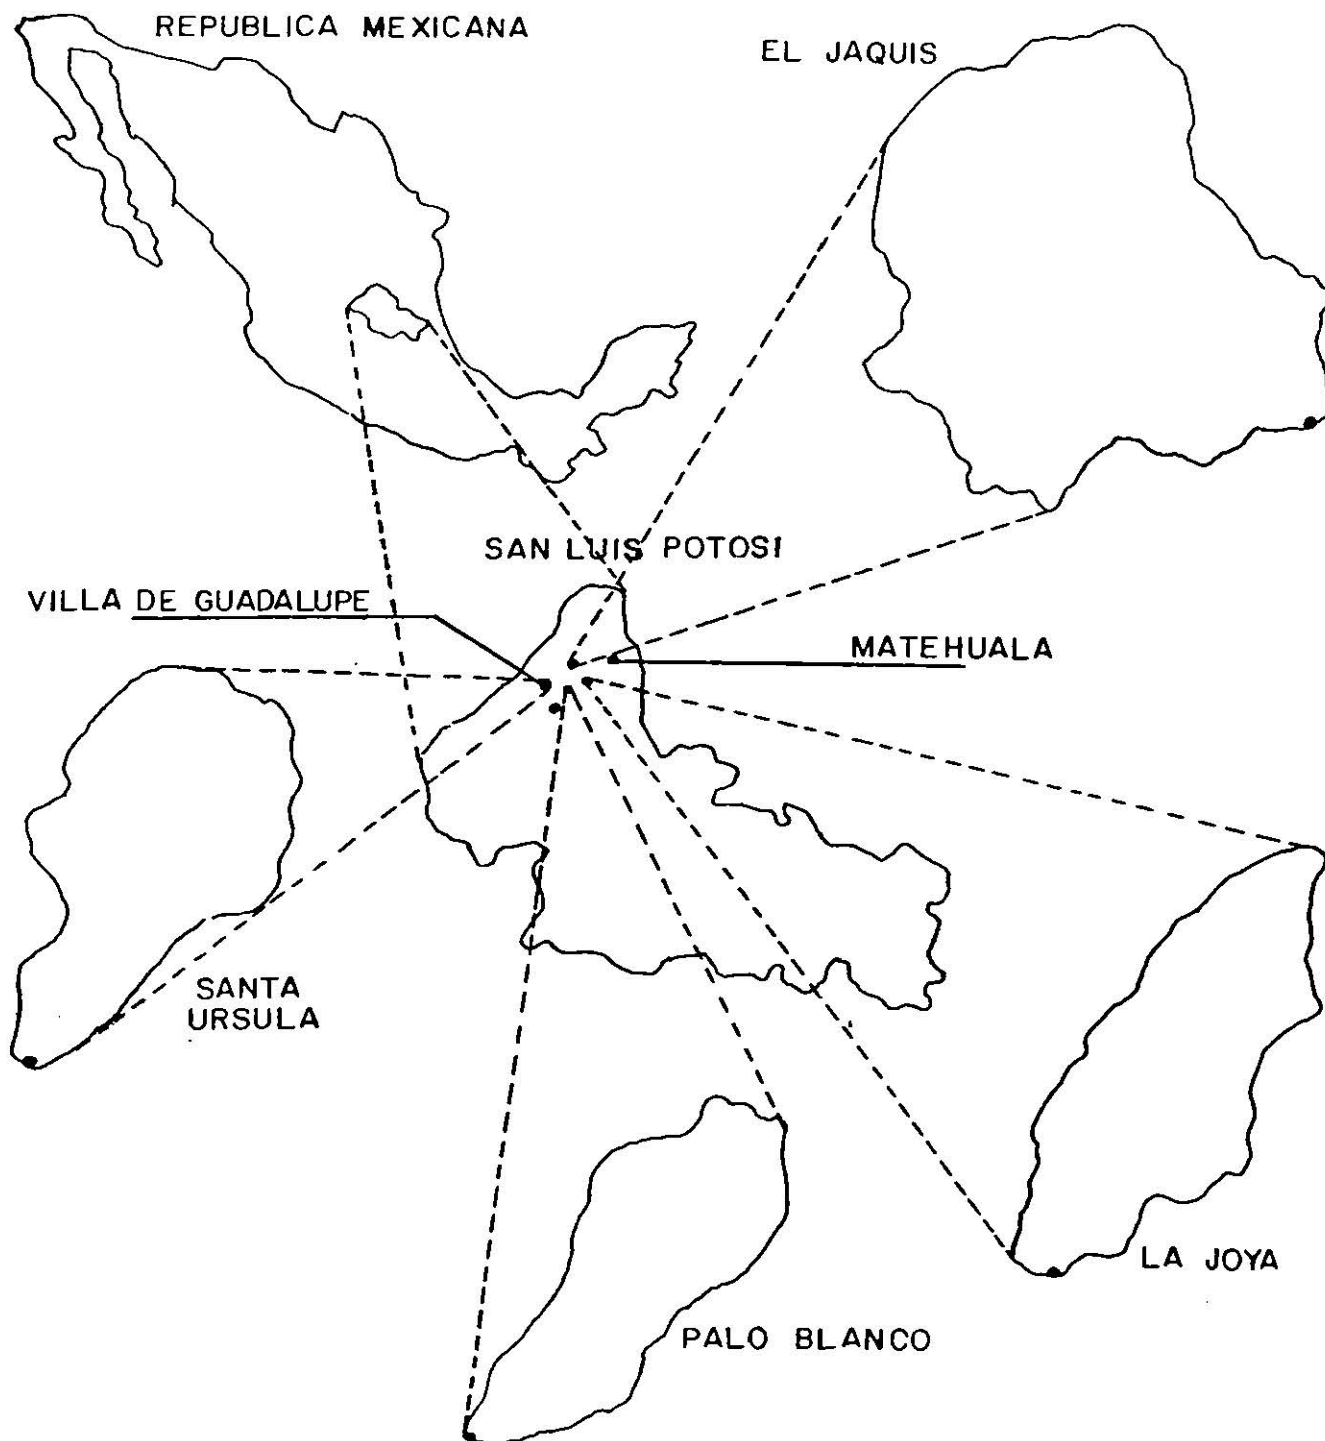 REPUBLICA MEXICANA
EL JAQUIS
SAN LUIS POTOSI
VILLA DE GUADALUPE
MATEHUALA
SANTA
URSULA
LA JOYA
PALO BLANCO